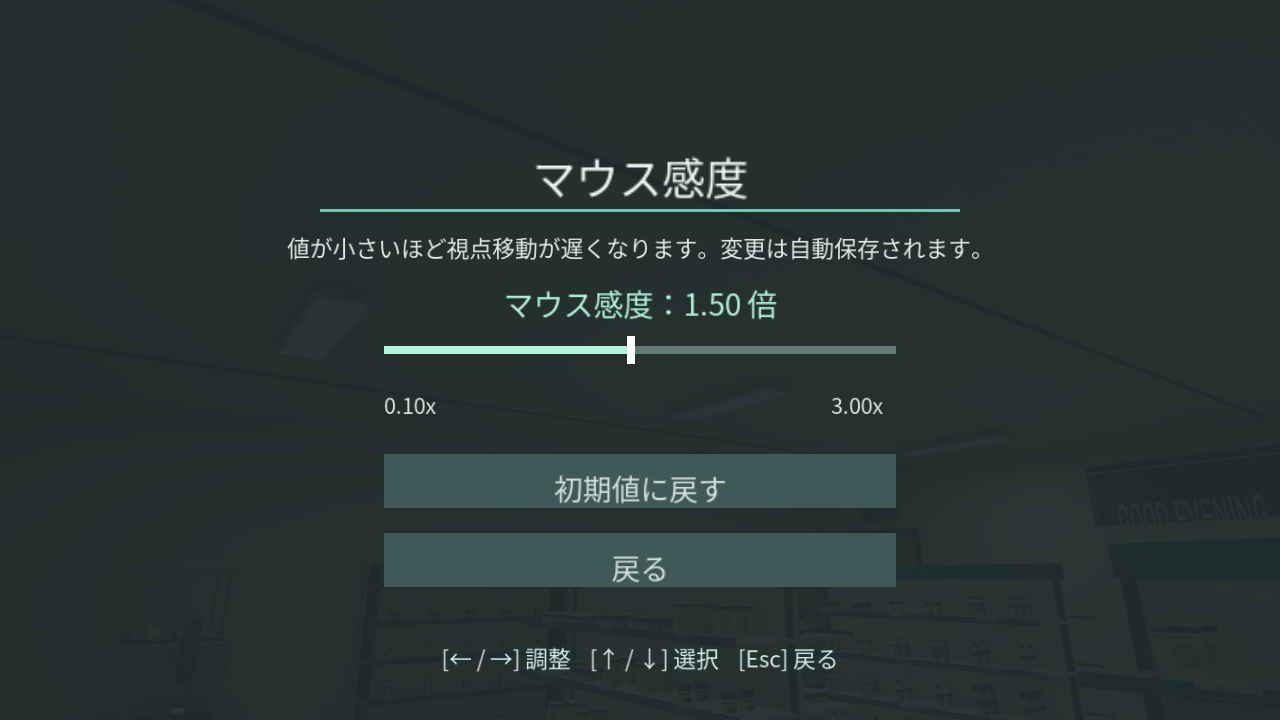 マウス感度
値が小さいほど視点移動が遅くなります。変更は自動保存されます。
マウス感度：1.50 倍
0.10x 3.00x
GOOD EVENING
初期値に戻す
戻る
[← / →] 調整 [↑ / ↓] 選択 [Esc] 戻る